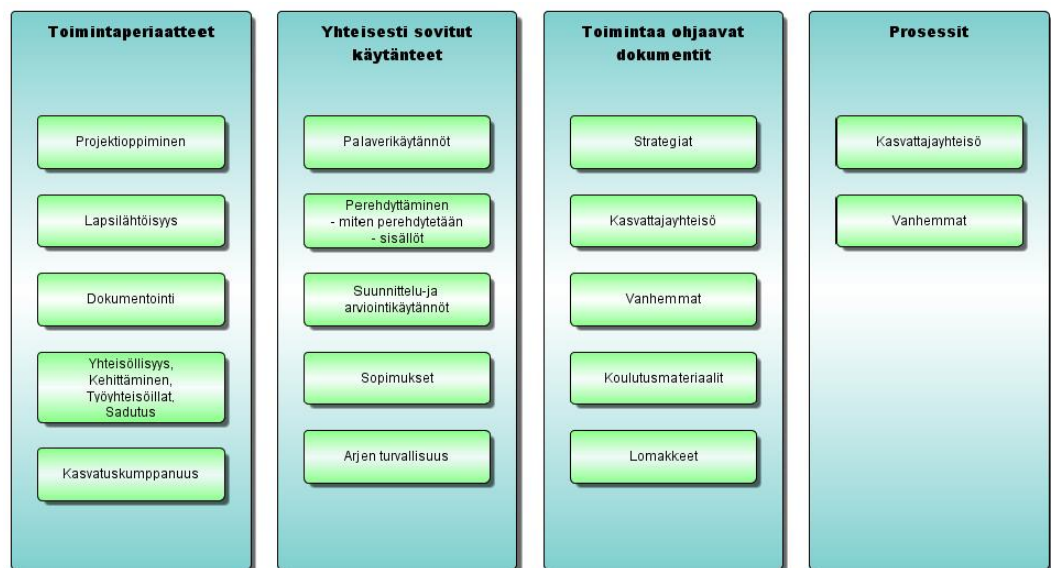 Toimintaperiaatteet
Projektioppiminen
Lapsilähtöisyys
Dokumentointi
Yhteisöllisyys,
Kehittäminen,
Työyhteisöillat,
Sadutus
Kasvatuskumppanuus
Yhteisesti sovitut
käytänteet
Palaverikäytännöt
Perehdyttäminen
- miten perehdytetään
- sisällöt
Suunnittelu-ja
arviointikäytännöt
Sopimukset
Arjen turvallisuus
Toimintaa ohjaavat
dokumentit
Strategiat
Kasvattajayhteisö
Vanhemmat
Koulutusmateriaalit
Lomakkeet
Prosessit
Kasvattajayhteisö
Vanhemmat